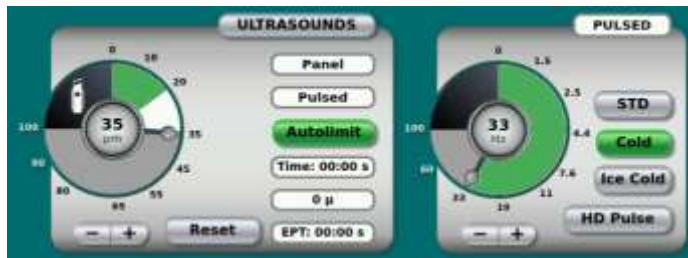 ULTRASOUNDS
0
10
20
35
45
55
65
80
90
100
35
µm
Panel
Pulsed
Autolimit
Time: 00:00 s
0 µ
EPT: 00:00 s
Reset
PULSED
0
1.5
2.5
4.4
7.6
11
19
33
60
100
33
Hz
STD
Cold
Ice Cold
HD Pulse